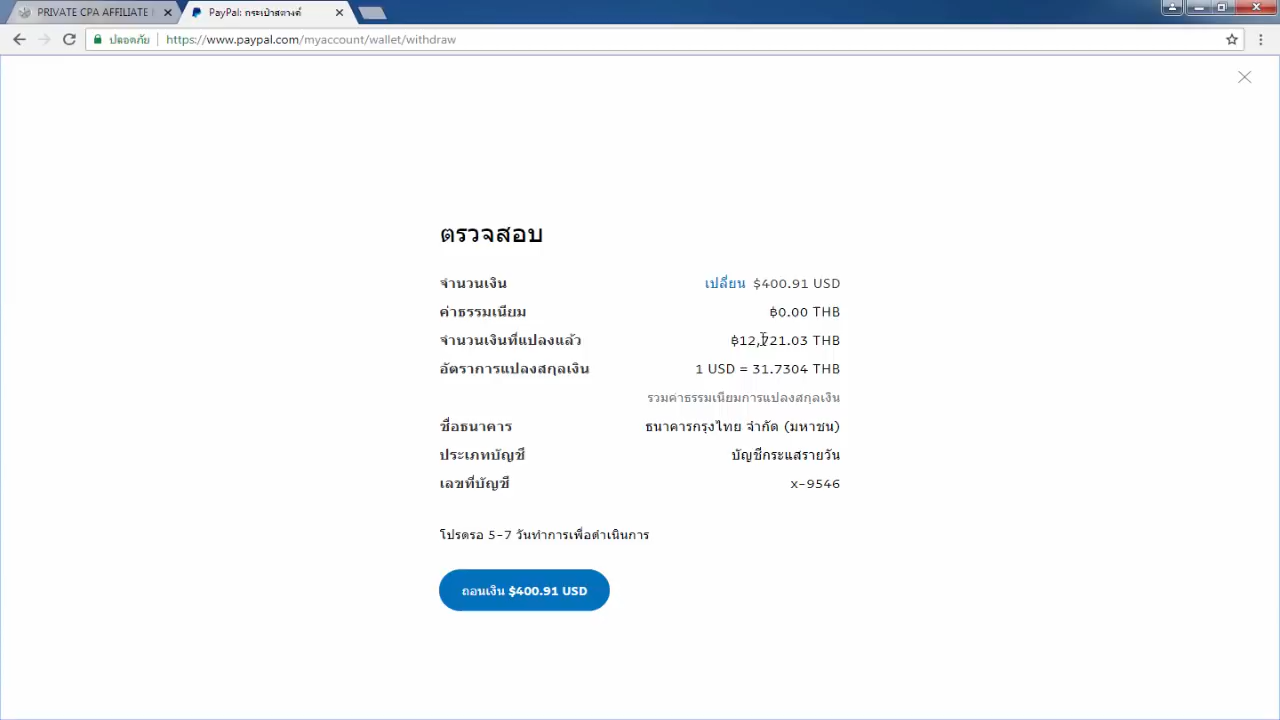 PRIVATE CPA AFFILIATE
PayPal: กระเป๋าสตางค์
ปลอดภัย
https://www.paypal.com/myaccount/wallet/withdraw
ตรวจสอบ
จำนวนเงิน เปลี่ยน $400.91 USD
ค่าธรรมเนียม ฿0.00 THB
จำนวนเงินที่แปลงแล้ว ฿12,721.03 THB
อัตราการแปลงสกุลเงิน 1 USD = 31.7304 THB
รวมค่าธรรมเนียมการแปลงสกุลเงิน
ชื่อธนาคาร ธนาคารกรุงไทย จำกัด (มหาชน)
ประเภทบัญชี บัญชีกระแสรายวัน
เลขที่บัญชี x-9546
โปรดรอ 5-7 วันทำการเพื่อดำเนินการ
ถอนเงิน $400.91 USD